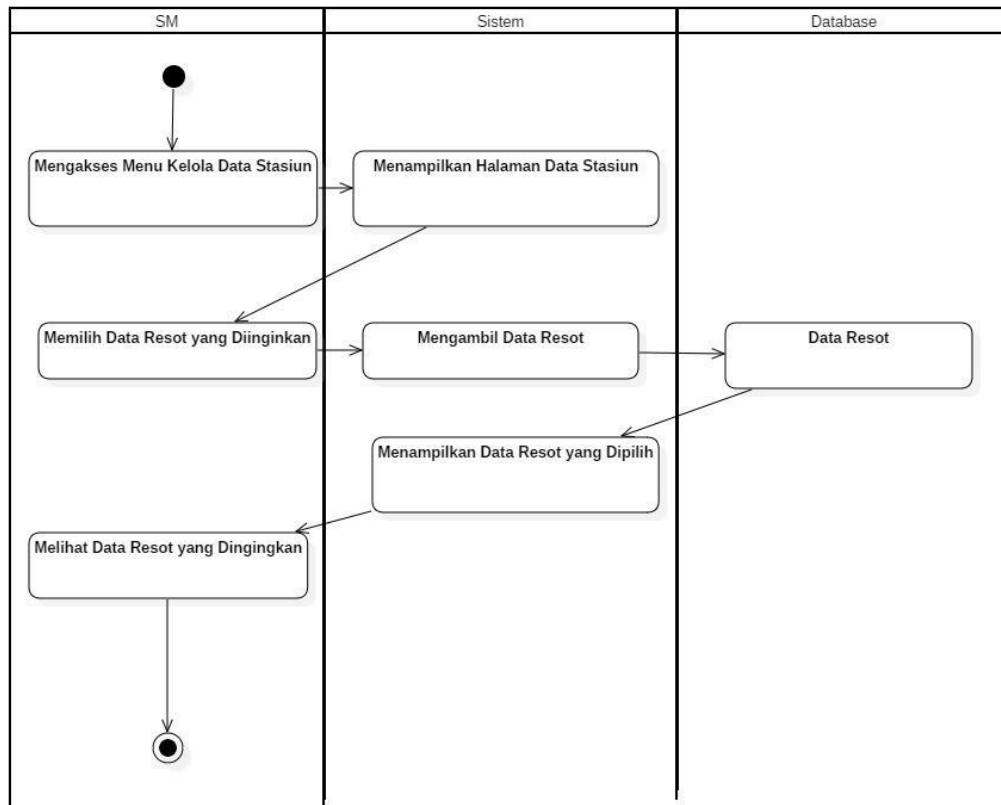 SM
Sistem
Database
Mengakses Menu Kelola Data Stasiun
Menampilkan Halaman Data Stasiun
Memilih Data Resot yang Diinginkan
Mengambil Data Resot
Data Resot
Menampilkan Data Resot yang Dipilih
Melihat Data Resot yang Dingingkan